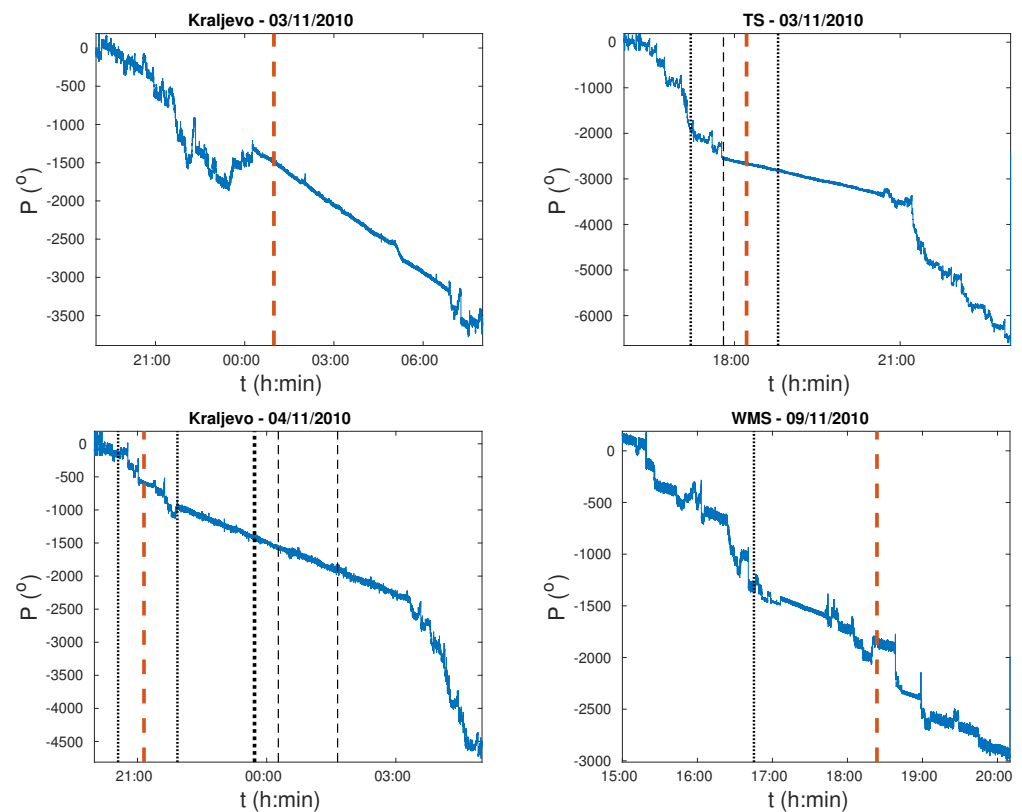 Kraljevo - 03/11/2010
0
-500
-1000
-1500
-2000
-2500
-3000
-3500
P (°)
21:00 00:00 03:00 06:00
t (h:min)
TS - 03/11/2010
0
-1000
-2000
-3000
-4000
-5000
-6000
P (°)
18:00 21:00
t (h:min)
Kraljevo - 04/11/2010
0
-500
-1000
-1500
-2000
-2500
-3000
-3500
-4000
-4500
P (°)
21:00 00:00 03:00
t (h:min)
WMS - 09/11/2010
0
-500
-1000
-1500
-2000
-2500
-3000
P (°)
15:00 16:00 17:00 18:00 19:00 20:00
t (h:min)